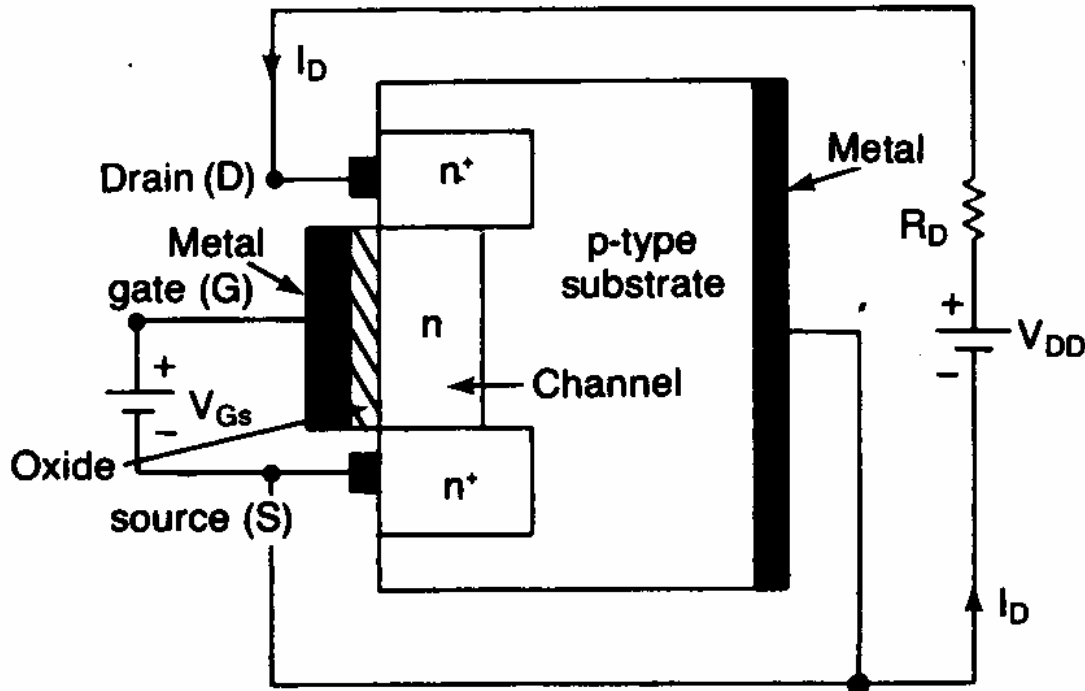 I_D
Drain (D)
n⁺
Metal
Metal
gate (G)
p-type
substrate
R_D
n
+
V_DD
−
+
V_Gs
−
Channel
Oxide
source (S)
n⁺
I_D